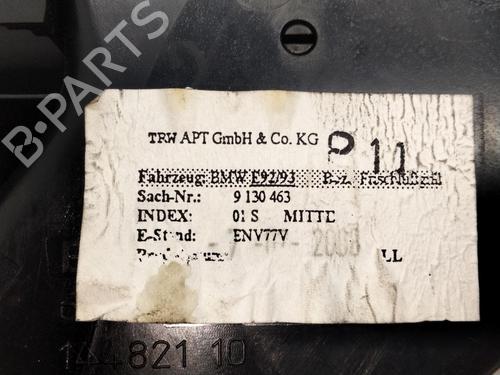 B-PARTS
TRW APT GmbH & Co. KG P 11
Fahrzeug: BMW E92/93
Sach-Nr.: 9 130 463
INDEX: 01 S MITTE
E-Stand: ENV77V
LL
821 10